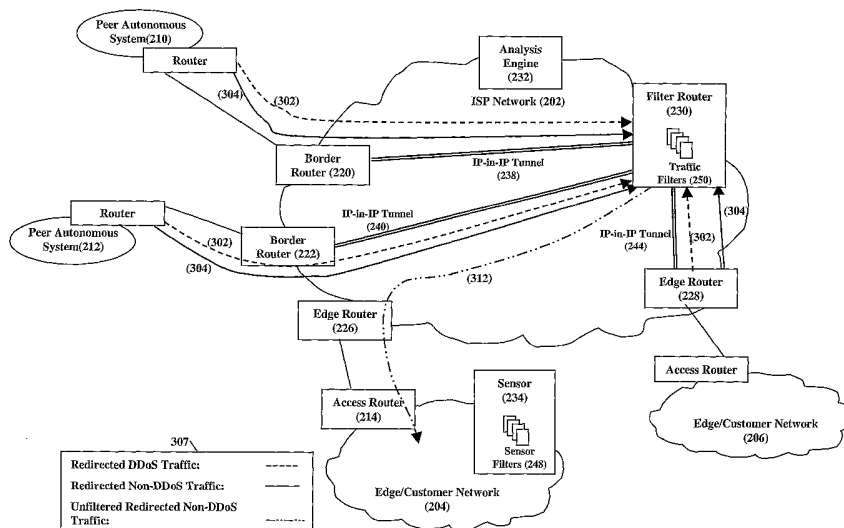 Peer Autonomous
System(210)
Router
(304)
(302)
Analysis
Engine
(232)
ISP Network (202)
Filter Router
(230)
Traffic
Filters (250)
Border
Router (220)
IP-in-IP Tunnel
(238)
Router
Peer Autonomous
System(212)
(302)
(304)
Border
Router (222)
IP-in-IP Tunnel
(240)
IP-in-IP Tunnel
(244)
(302)
(304)
(312)
Edge Router
(226)
Edge Router
(228)
Access Router
(214)
Sensor
(234)
Sensor
Filters (248)
Access Router
Edge/Customer Network
(206)
Edge/Customer Network
(204)
307
Redirected DDoS Traffic:
Redirected Non-DDoS Traffic:
Unfiltered Redirected Non-DDoS
Traffic: